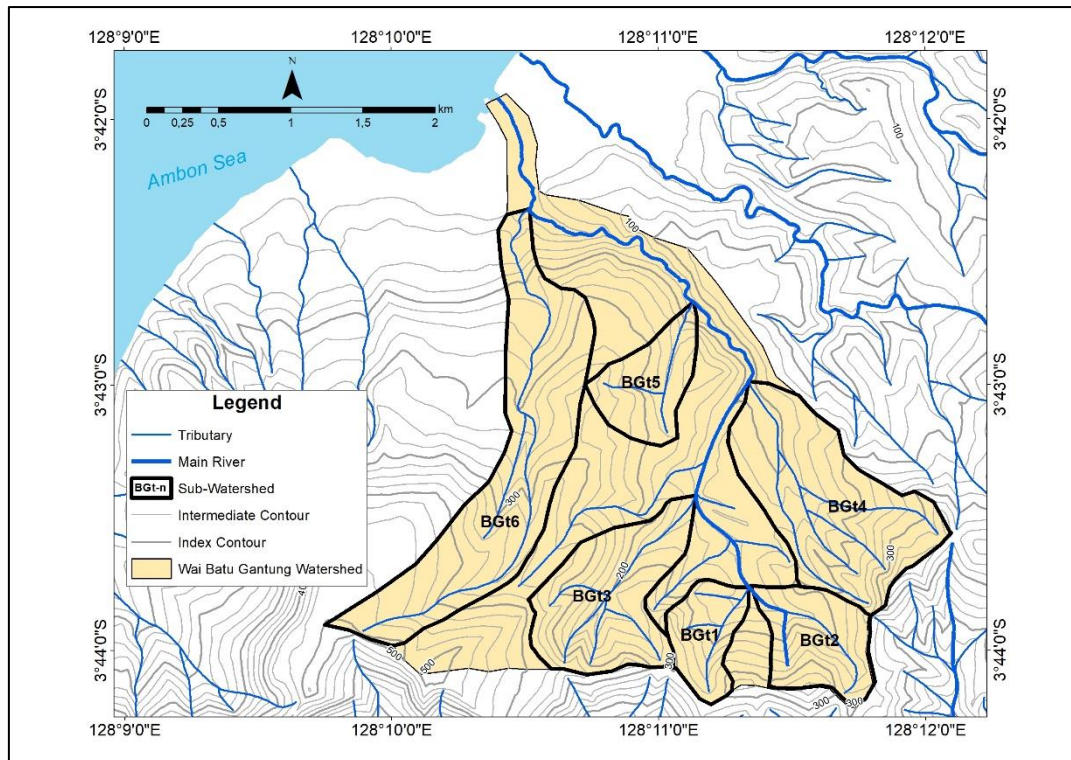 128°9'0"E 128°10'0"E 128°11'0"E 128°12'0"E
N
km
0 0,25 0,5 1 1,5 2
3°42'0"S
3°42'0"S
Ambon Sea
100
100
3°43'0"S
3°43'0"S
BGt5
Legend
Tributary
Main River
BGt-n Sub-Watershed
Intermediate Contour
Index Contour
Wai Batu Gantung Watershed
300
BGt6
BGt4
300
200
BGt3
BGt1
BGt2
3°44'0"S
3°44'0"S
500
500
300
300
300
128°9'0"E 128°10'0"E 128°11'0"E 128°12'0"E